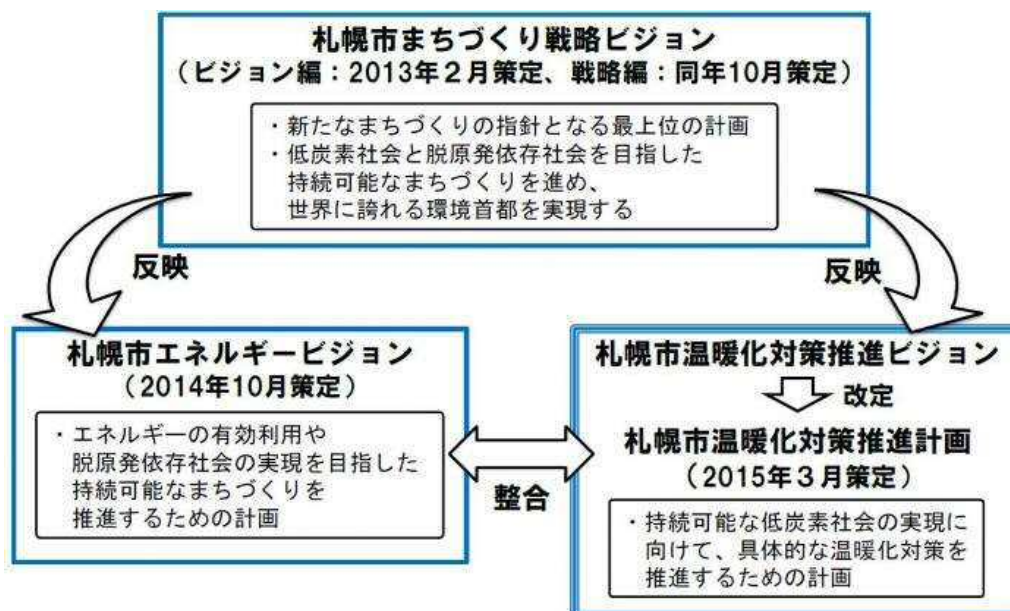 札幌市まちづくり戦略ビジョン
(ビジョン編：2013年2月策定、戦略編：同年10月策定)
・新たなまちづくりの指針となる最上位の計画
・低炭素社会と脱原発依存社会を目指した
持続可能なまちづくりを進め、
世界に誇れる環境首都を実現する
反映
反映
札幌市エネルギービジョン
(2014年10月策定)
・エネルギーの有効利用や
脱原発依存社会の実現を目指した
持続可能なまちづくりを
推進するための計画
整合
札幌市温暖化対策推進ビジョン
改定
札幌市温暖化対策推進計画
(2015年3月策定)
・持続可能な低炭素社会の実現に
向けて、具体的な温暖化対策を
推進するための計画